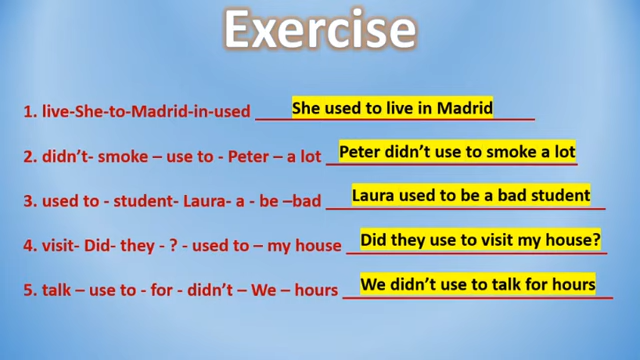 Exercise
1. live-She-to-Madrid-in-used She used to live in Madrid
2. didn't- smoke – use to - Peter – a lot Peter didn't use to smoke a lot
3. used to - student- Laura- a - be –bad Laura used to be a bad student
4. visit- Did- they - ? - used to – my house Did they use to visit my house?
5. talk – use to - for - didn't – We – hours We didn't use to talk for hours